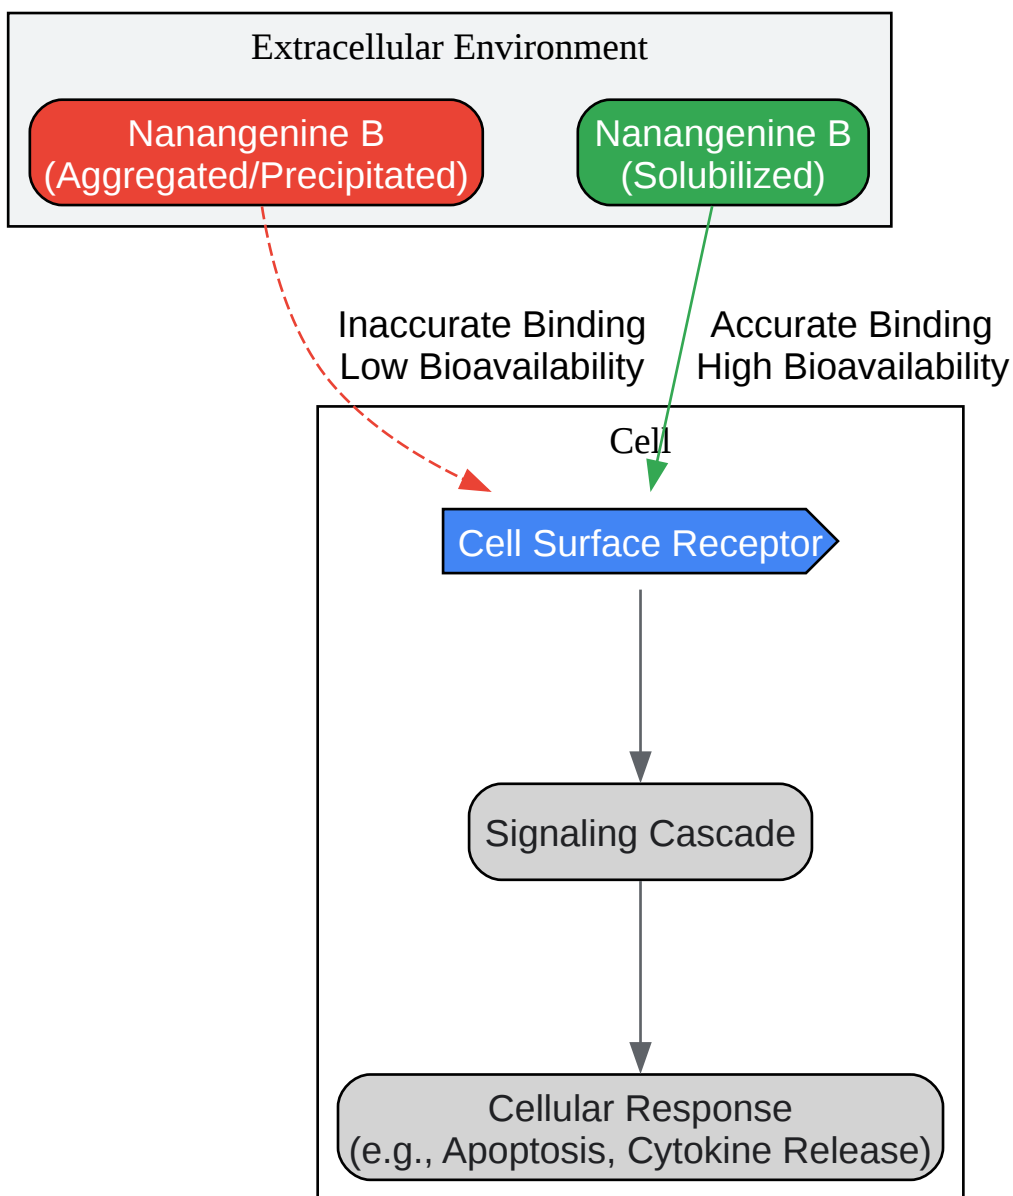 Extracellular Environment
Nanangenine B
(Aggregated/Precipitated)
Nanangenine B
(Solubilized)
Inaccurate Binding
Low Bioavailability
Accurate Binding
High Bioavailability
Cell
Cell Surface Receptor
Signaling Cascade
Cellular Response
(e.g., Apoptosis, Cytokine Release)